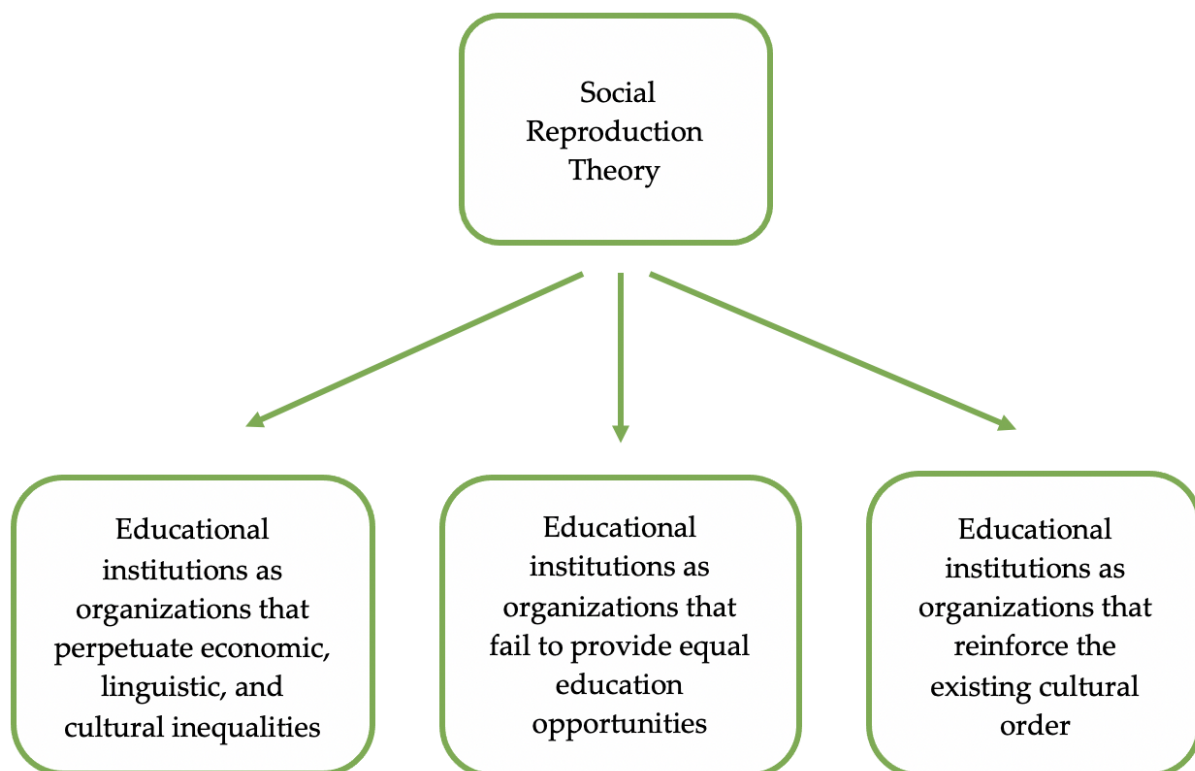 Social
Reproduction
Theory
Educational
institutions as
organizations that
perpetuate economic,
linguistic, and
cultural inequalities
Educational
institutions as
organizations that
fail to provide equal
education
opportunities
Educational
institutions as
organizations that
reinforce the
existing cultural
order